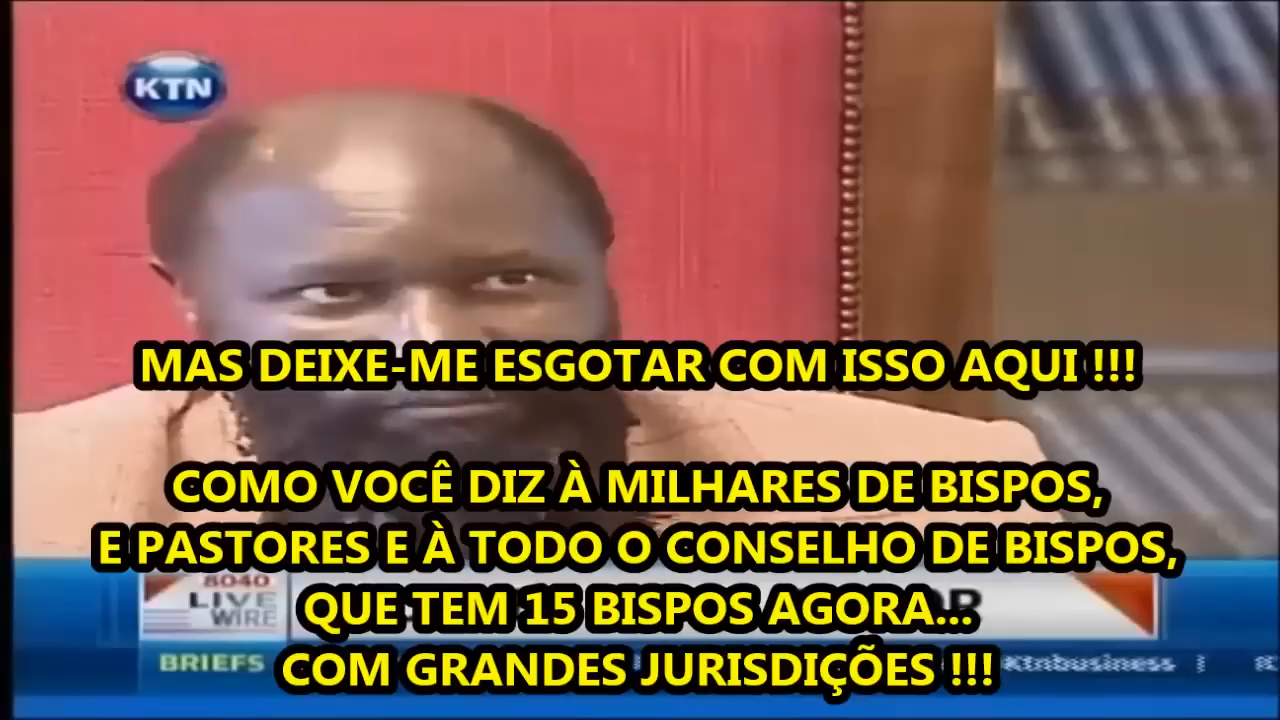 KTN
MAS DEIXE-ME ESGOTAR COM ISSO AQUI !!!
COMO VOCÊ DIZ À MILHARES DE BISPOS,
E PASTORES E À TODO O CONSELHO DE BISPOS,
QUE TEM 15 BISPOS AGORA...
COM GRANDES JURISDIÇÕES !!!
8040
LIVE
WIRE
BRIEFS
Ktnbusiness